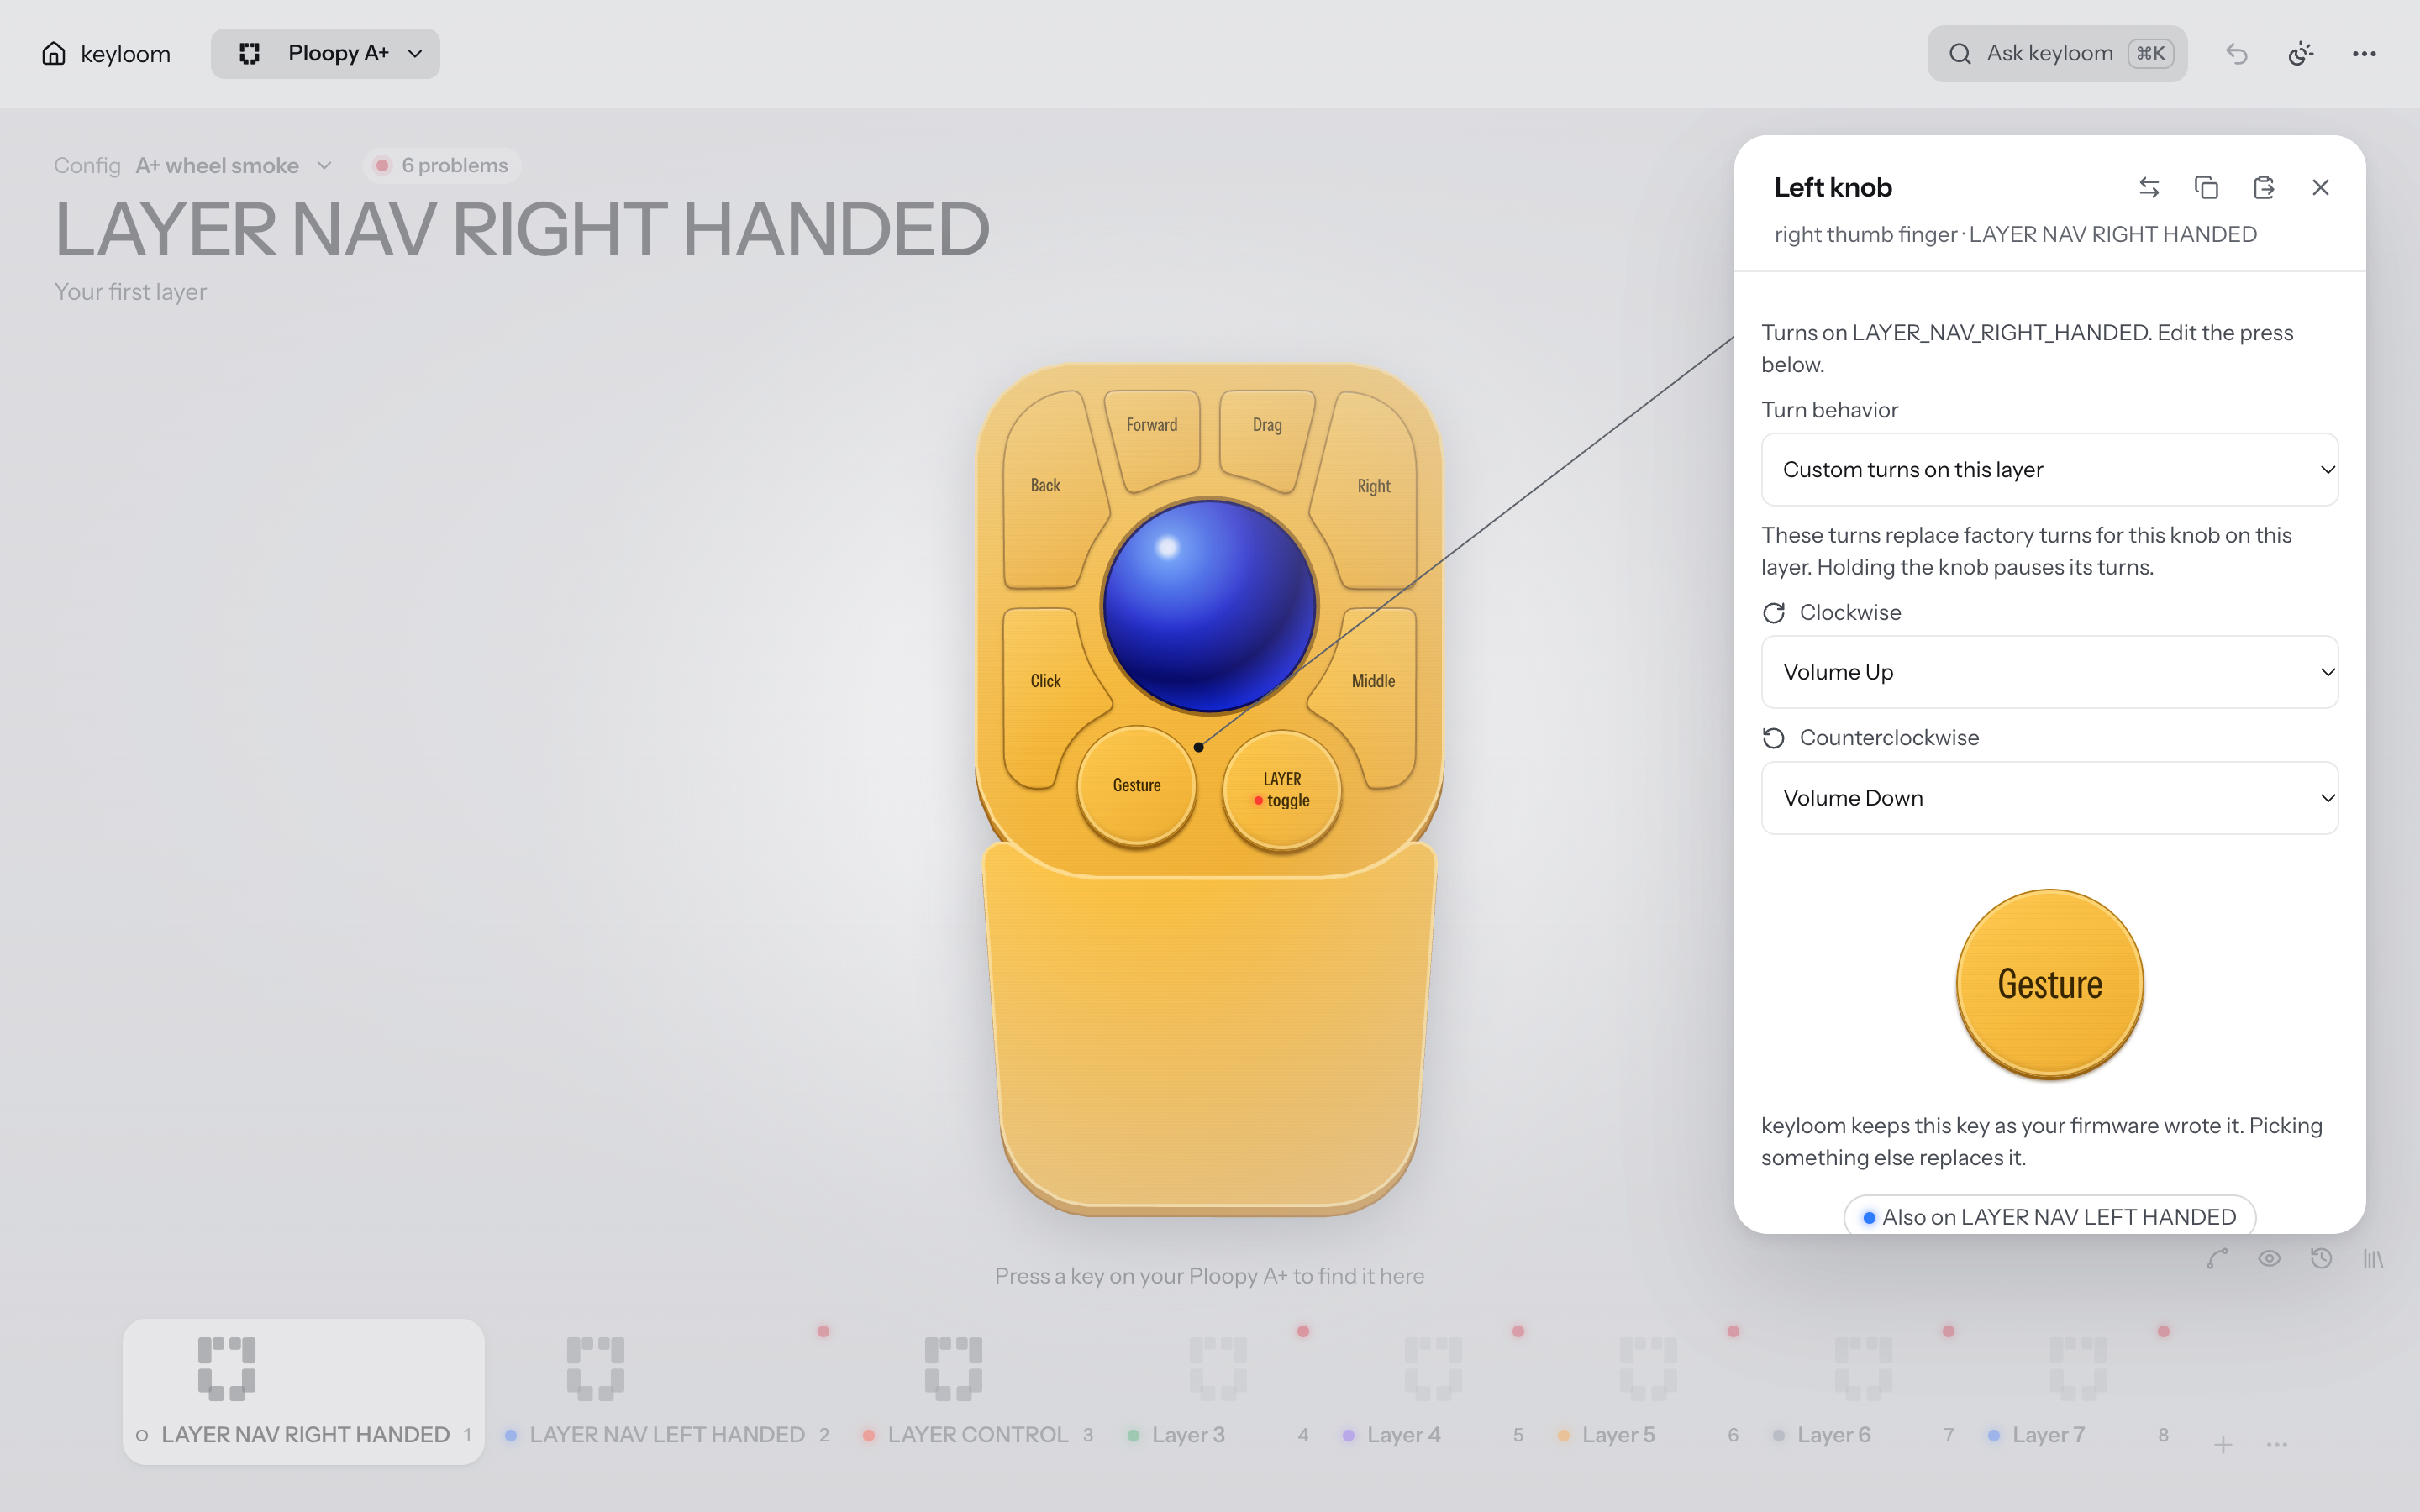 keyloom
Ploopy A+
Ask keyloom ⌘K
Config A+ wheel smoke
6 problems
LAYER NAV RIGHT HANDED
Your first layer
Back
Forward
Drag
Right
Click
Middle
Gesture
LAYER
toggle
Press a key on your Ploopy A+ to find it here
Left knob
right thumb finger · LAYER NAV RIGHT HANDED
Turns on LAYER_NAV_RIGHT_HANDED. Edit the press
below.
Turn behavior
Custom turns on this layer
These turns replace factory turns for this knob on this
layer. Holding the knob pauses its turns.
Clockwise
Volume Up
Counterclockwise
Volume Down
Gesture
keyloom keeps this key as your firmware wrote it. Picking
something else replaces it.
Also on LAYER NAV LEFT HANDED
LAYER NAV RIGHT HANDED 1
LAYER NAV LEFT HANDED 2
LAYER CONTROL 3
Layer 3 4
Layer 4 5
Layer 5 6
Layer 6 7
Layer 7 8